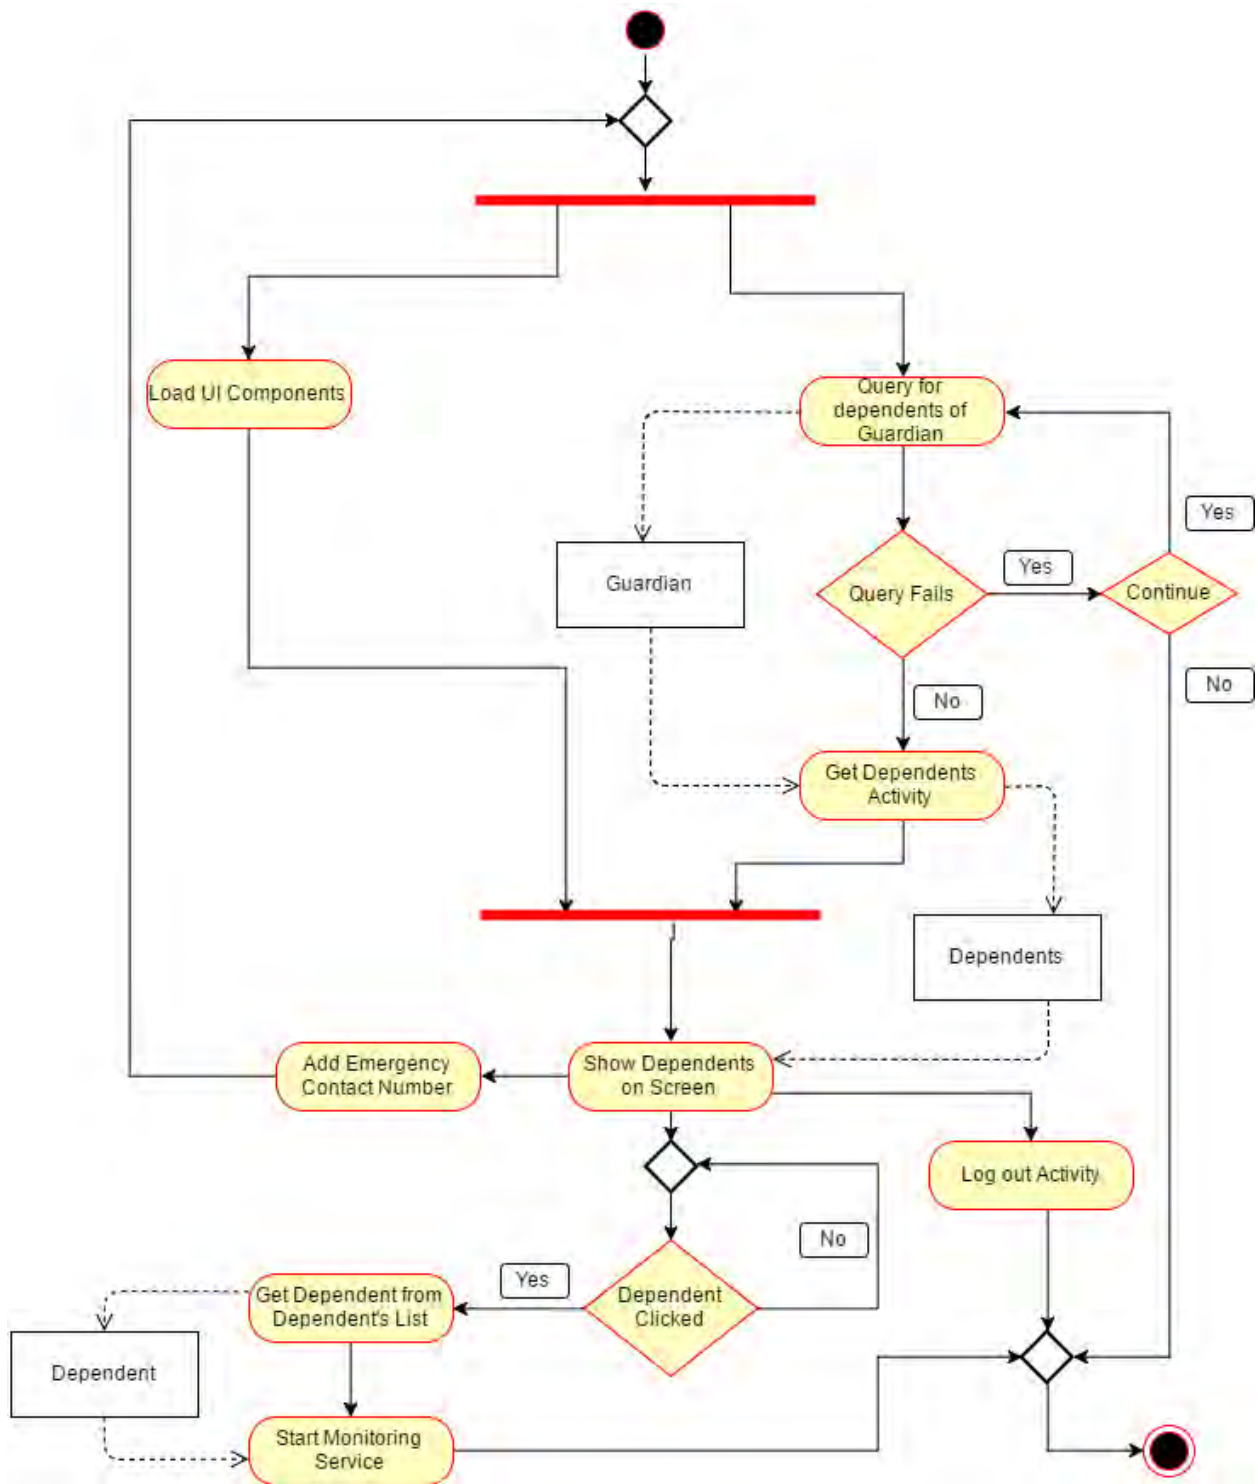 Load UI Components
Query for
dependents of
Guardian
Yes
Guardian
Query Fails
Yes
Continue
No
No
Get Dependents
Activity
Dependents
Add Emergency
Contact Number
Show Dependents
on Screen
Log out Activity
No
Yes
Get Dependent from
Dependent's List
Dependent
Clicked
Dependent
Start Monitoring
Service